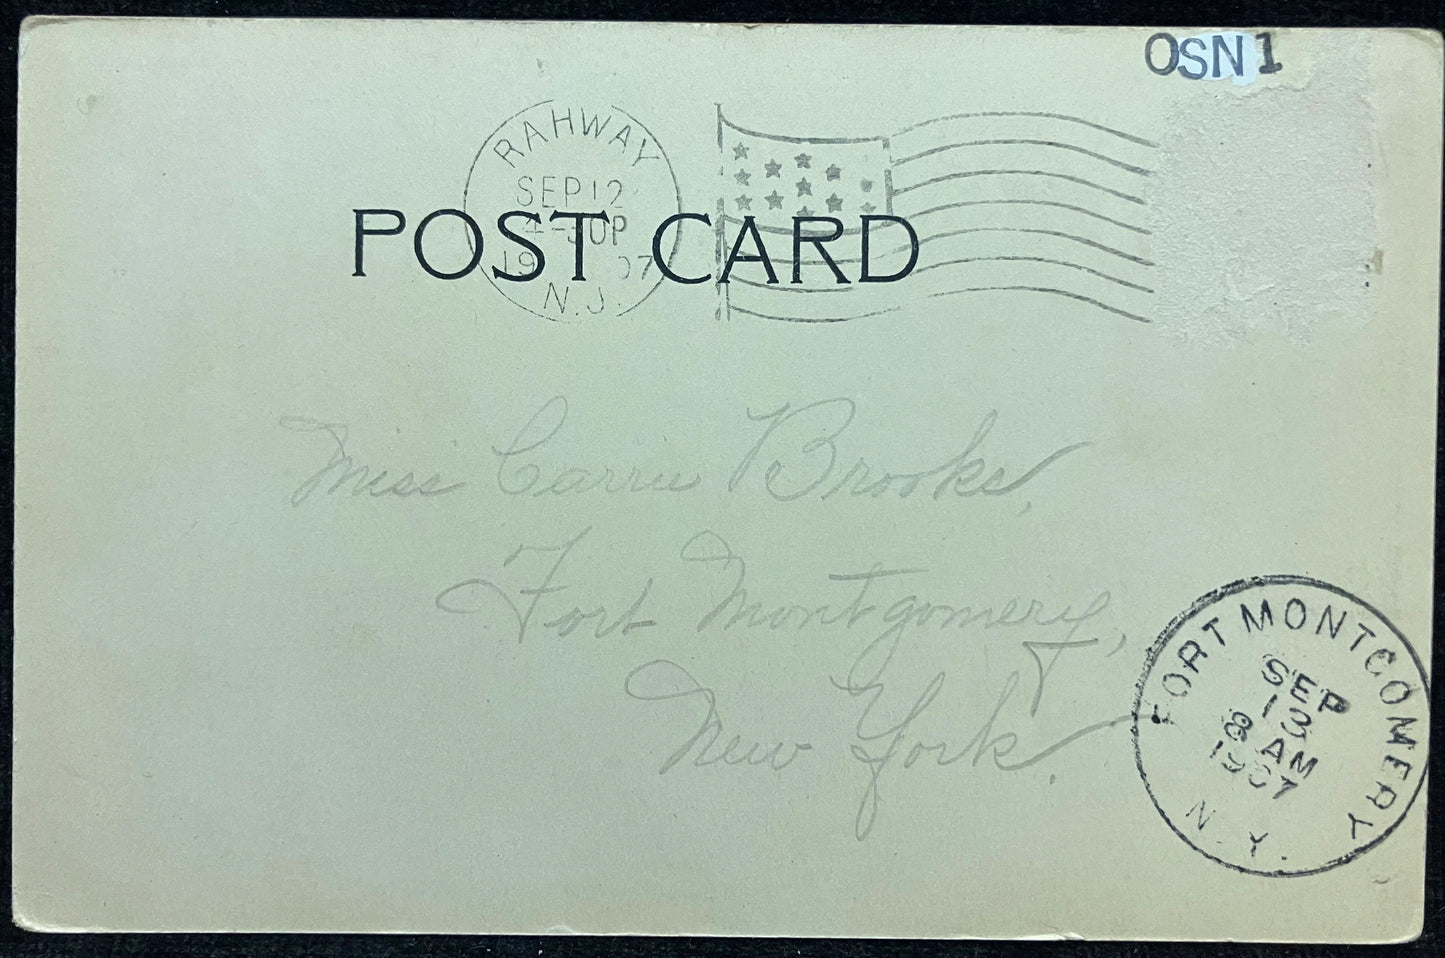 OSN1
RAHWAY
SEP 12
4-30P
1907
N.J.
POST CARD
Miss Carrie Brooks,
Fort Montgomery,
New York.
FORT MONTGOMERY
SEP
13
8 AM
1907
N.Y.